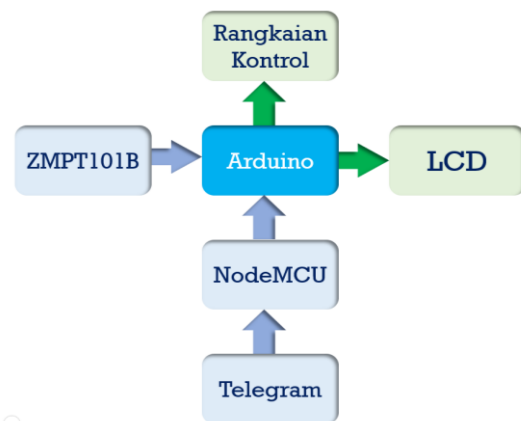 Rangkaian
Kontrol
ZMPT101B
Arduino
LCD
NodeMCU
Telegram